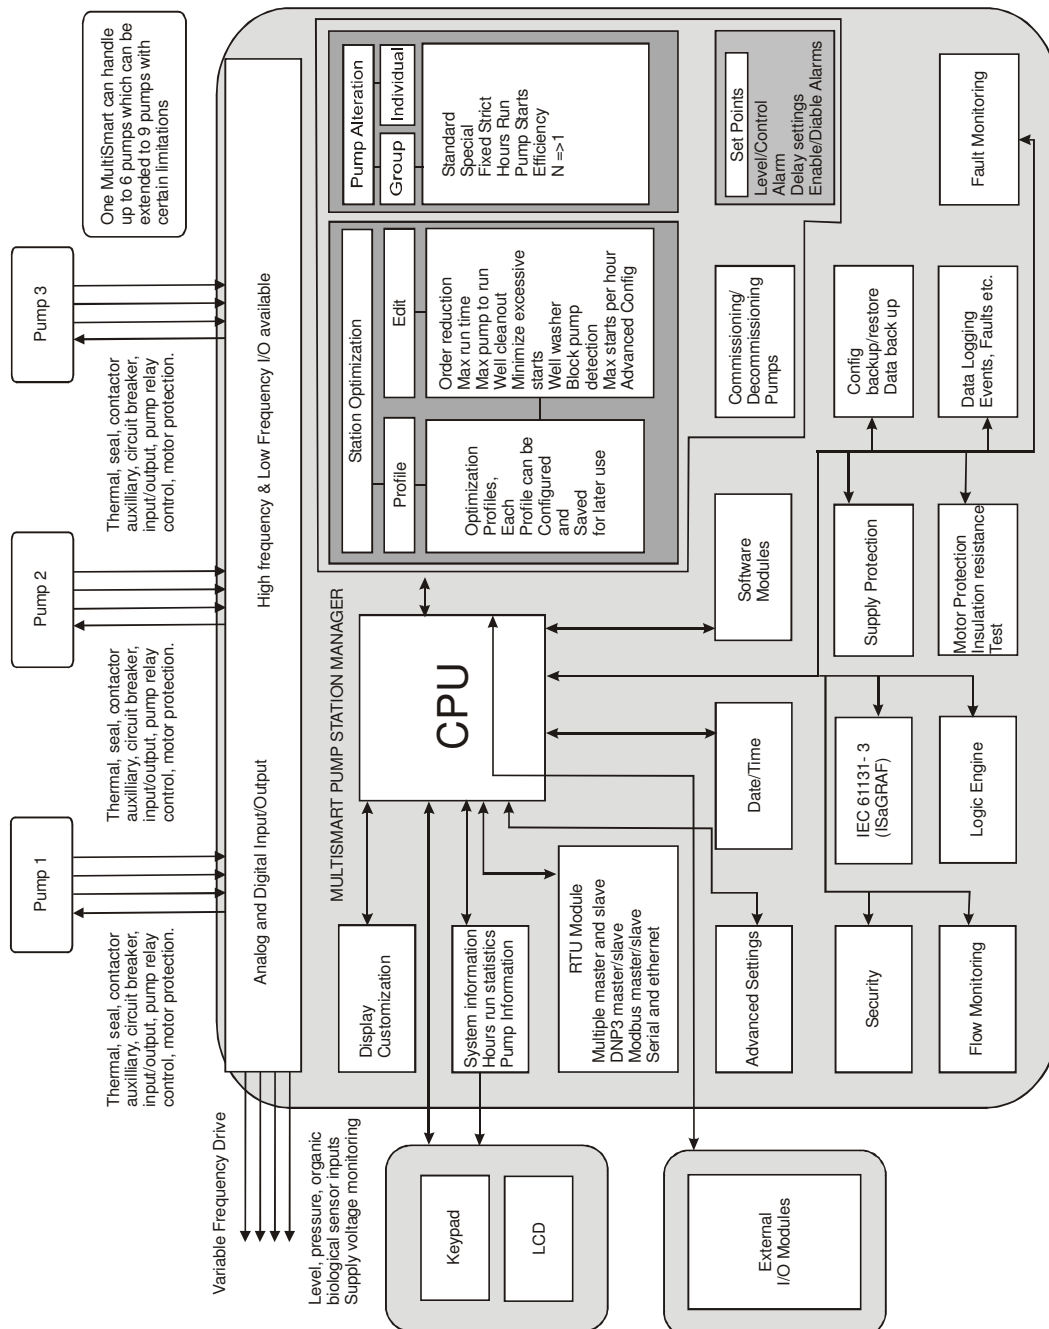 Pump 1
Pump 2
Pump 3
One MultiSmart can handle
up to 6 pumps which can be
extended to 9 pumps with
certain limitations
Thermal, seal, contactor
auxilliary, circuit breaker,
input/output, pump relay
control, motor protection.
Thermal, seal, contactor
auxilliary, circuit breaker,
input/output, pump relay
control, motor protection.
Thermal, seal, contactor
auxilliary, circuit breaker,
input/output, pump relay
control, motor protection.
Variable Frequency Drive
Analog and Digital Input/Output
High frequency & Low Frequency I/O available
Level, pressure, organic
biological sensor inputs
Supply voltage monitoring
MULTISMART PUMP STATION MANAGER
Station Optimization
Profile
Edit
Optimization
Profiles,
Each
Profile can be
Configured
and
Saved
for later use
Order reduction
Max run time
Max pump to run
Well cleanout
Minimize excessive
starts
Well washer
Block pump
detection
Max starts per hour
Advanced Config
Pump Alteration
Group
Individual
Standard
Special
Fixed Strict
Hours Run
Pump Starts
Efficiency
N =>1
Keypad
LCD
Display
Customization
System information
Hours run statistics
Pump Information
CPU
RTU Module
Multiple master and slave
DNP3 master/slave
Modbus master/slave
Serial and ethernet
External
I/O Modules
Advanced Settings
Date/Time
Software
Modules
Commissioning/
Decommissioning
Pumps
Set Points
Level/Control
Alarm
Delay settings
Enable/Diable Alarms
Security
IEC 61131- 3
(ISaGRAF)
Supply Protection
Config
backup/restore
Data back up
Flow Monitoring
Logic Engine
Motor Protection
Insulation resistance
Test
Data Logging
Events, Faults etc.
Fault Monitoring